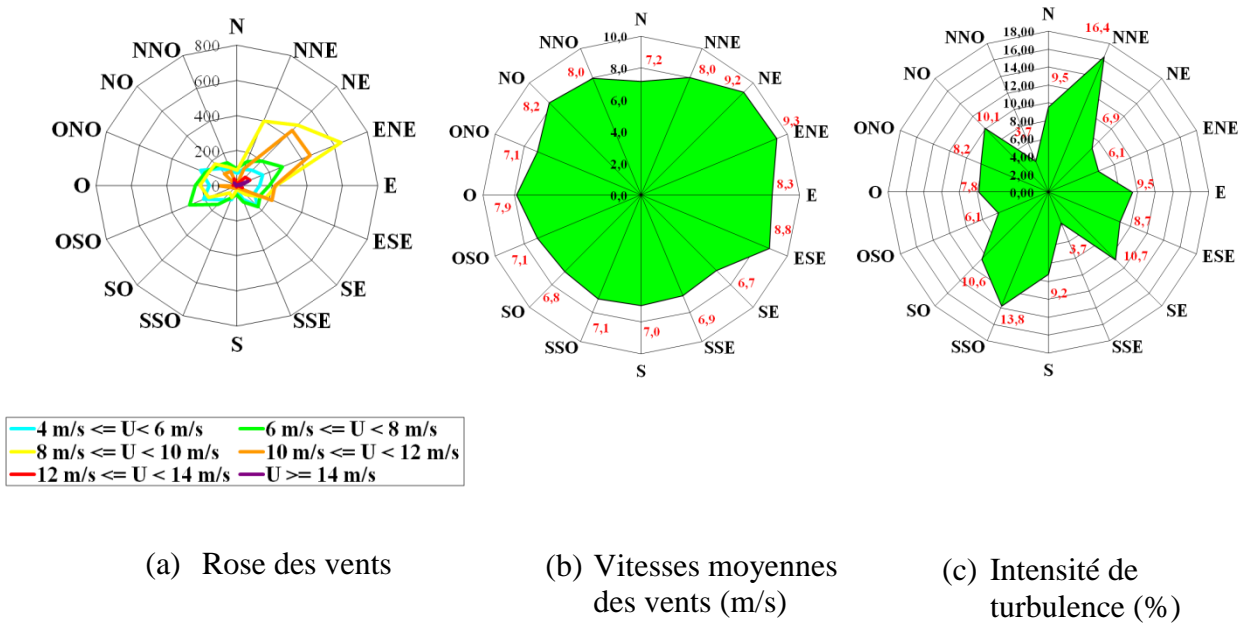 N
NNE
NE
ENE
E
ESE
SE
SSE
S
SSO
SO
OSO
O
ONO
NO
NNO
800
600
400
200
0
N
NNE
NE
ENE
E
ESE
SE
SSE
S
SSO
SO
OSO
O
ONO
NO
NNO
10,0
8,0
6,0
4,0
2,0
0,0
7,2
8,0
9,2
9,3
8,3
8,8
6,7
6,9
7,0
7,1
6,8
7,1
7,9
7,1
8,2
8,0
N
NNE
NE
ENE
E
ESE
SE
SSE
S
SSO
SO
OSO
O
ONO
NO
NNO
18,00
16,00
14,00
12,00
10,00
8,00
6,00
4,00
2,00
0,00
9,5
16,4
6,9
6,1
9,5
8,7
10,7
3,7
9,2
13,8
10,6
6,1
7,8
8,2
10,1
3,7
4 m/s <= U< 6 m/s 6 m/s <= U < 8 m/s
8 m/s <= U < 10 m/s 10 m/s <= U < 12 m/s
12 m/s <= U < 14 m/s U >= 14 m/s
(a) Rose des vents
(b) Vitesses moyennes
des vents (m/s)
(c) Intensité de
turbulence (%)